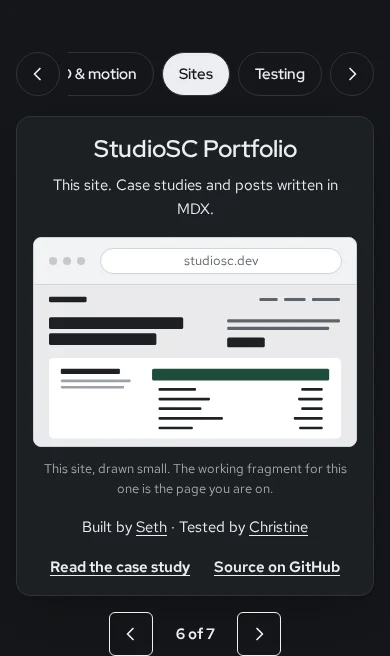 & motion
Sites
Testing
StudioSC Portfolio
This site. Case studies and posts written in
MDX.
studiosc.dev
This site, drawn small. The working fragment for this
one is the page you are on.
Built by Seth · Tested by Christine
Read the case study
Source on GitHub
6 of 7